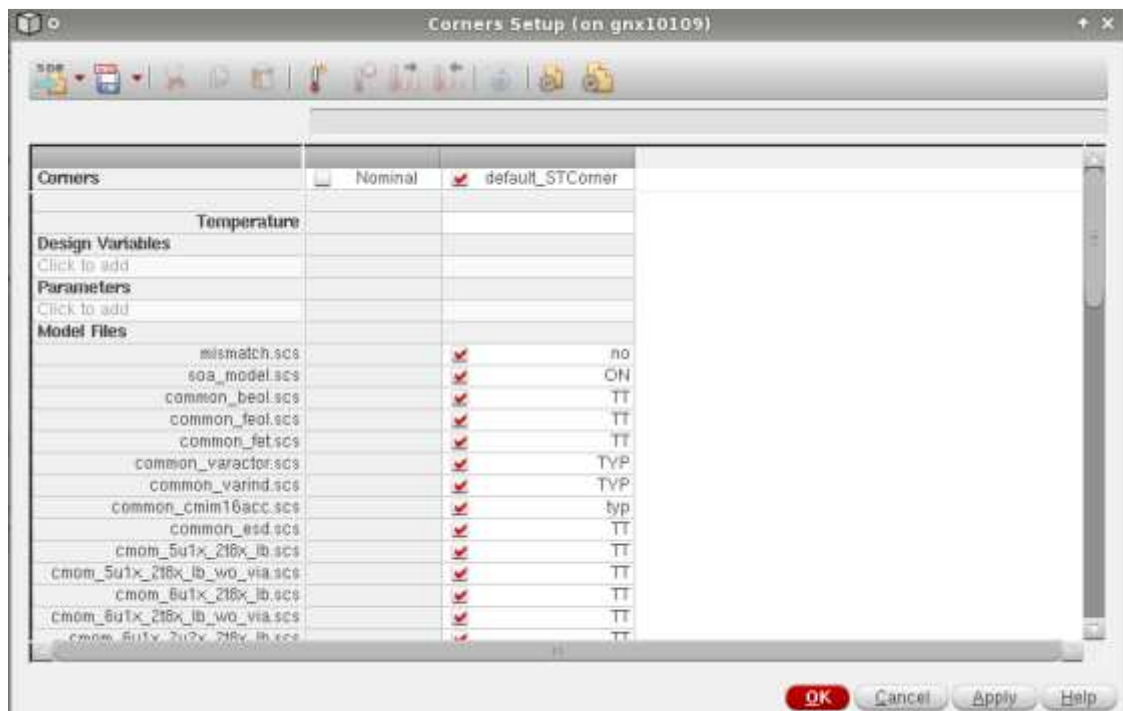 Corners Setup (on gnx10109)
Corners Nominal default_STCorner
Temperature
Design Variables
Click to add
Parameters
Click to add
Model Files
mismatch.scs no
soa_model.scs ON
common_beol.scs TT
common_feol.scs TT
common_fet.scs TT
common_varactor.scs TYP
common_varind.scs TYP
common_cmim16acc.scs typ
common_esd.scs TT
cmom_5u1x_2t8x_lb.scs TT
cmom_5u1x_2t8x_lb_wo_via.scs TT
cmom_6u1x_2t8x_lb.scs TT
cmom_6u1x_2t8x_lb_wo_via.scs TT
cmom_6u1x_2u2x_2t8x_lb.scs TT
OK Cancel Apply Help